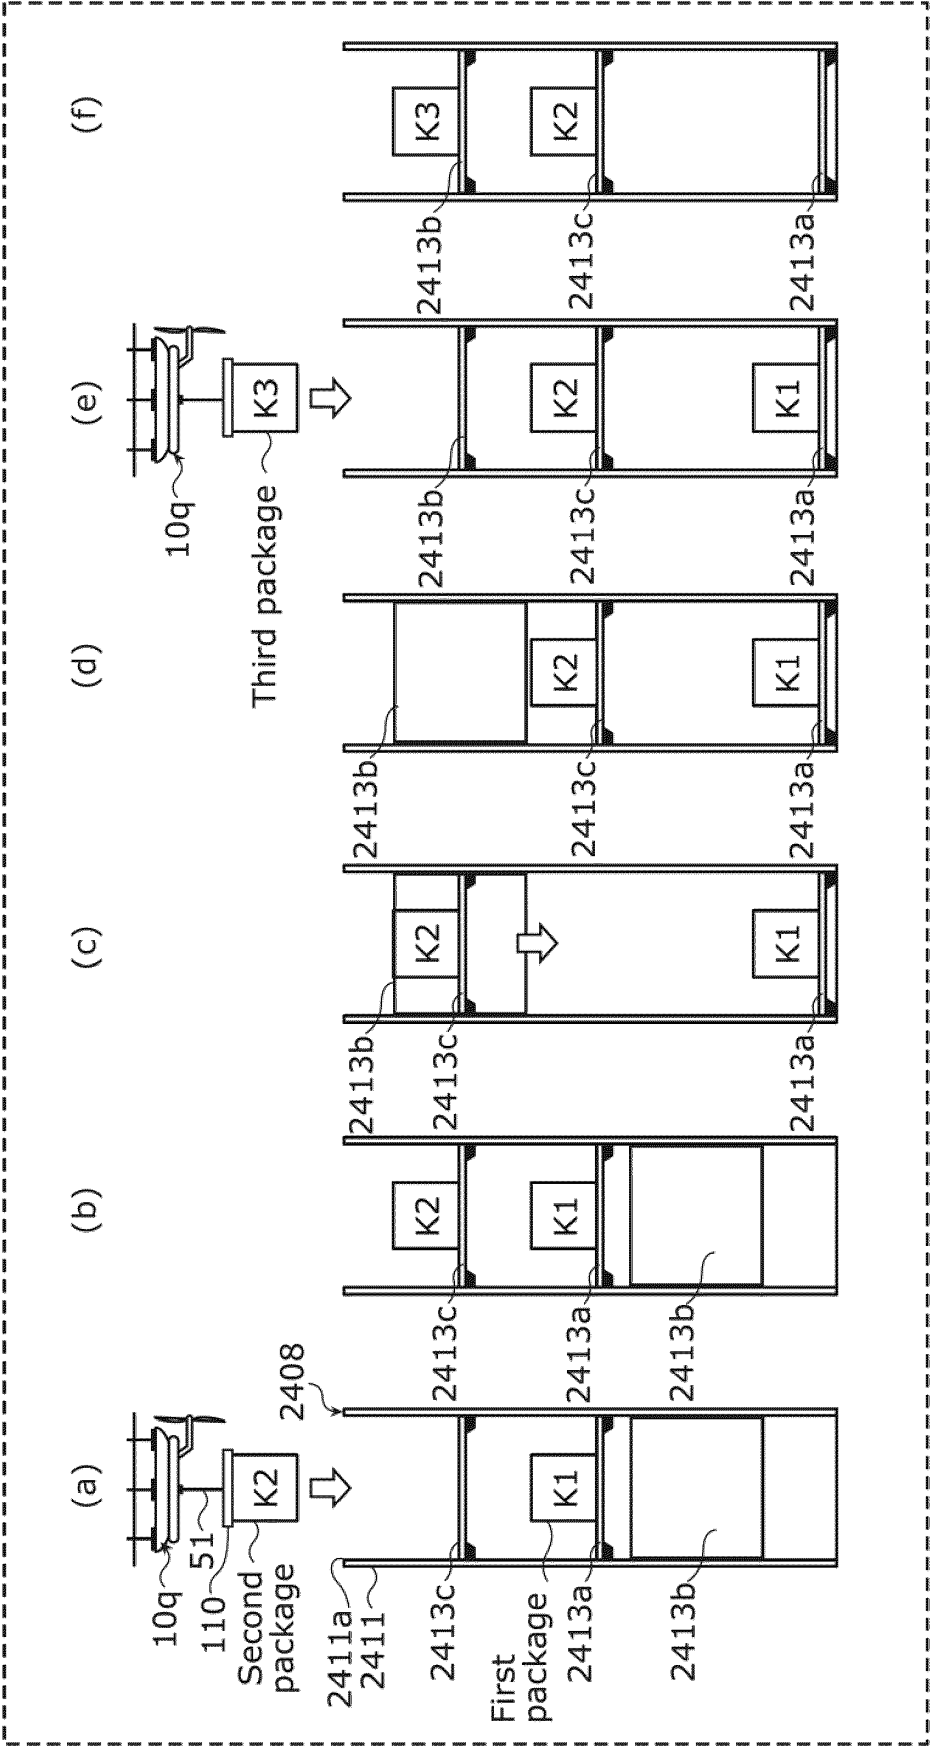 (a)
10q
51
110
Second
package
K2
2408
2411a
2411
2413c
First
package
K1
2413a
2413b
(b)
K2
2413c
K1
2413a
2413b
(c)
2413b
K2
2413c
K1
2413a
(d)
2413b
K2
2413c
K1
2413a
(e)
10q
K3
Third package
2413b
K2
2413c
K1
2413a
(f)
K3
2413b
K2
2413c
2413a